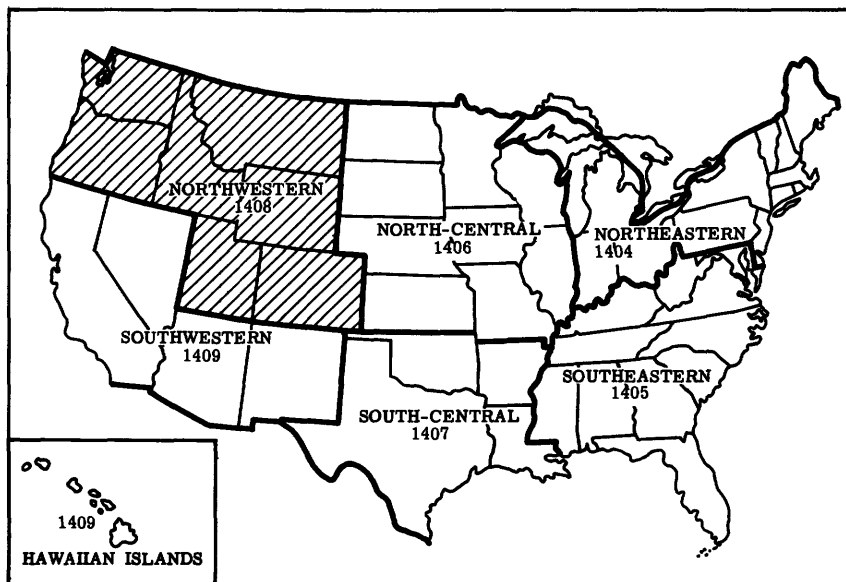 NORTHWESTERN
1408
NORTH-CENTRAL
1406
NORTHEASTERN
1404
SOUTHWESTERN
1409
SOUTHEASTERN
1405
SOUTH-CENTRAL
1407
1409
HAWAIIAN ISLANDS